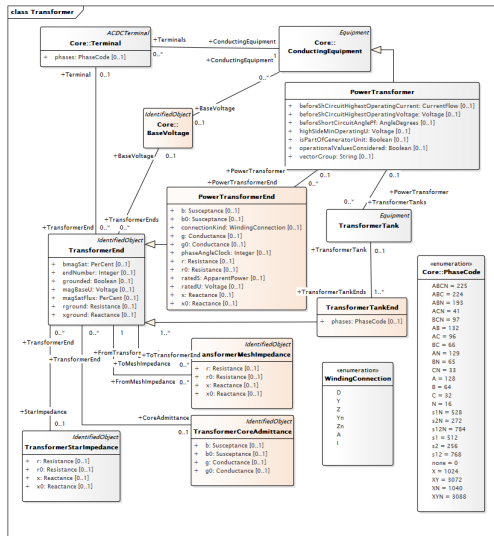 class Transformer
ACDCTerminal
Core::Terminal
+ phases: PhaseCode [0..1]
+Terminals
0..*
+ConductingEquipment
1
+ConductingEquipment
0..*
Equipment
Core::
ConductingEquipment
+Terminal
0..1
IdentifiedObject
Core::
BaseVoltage
+BaseVoltage
0..1
+BaseVoltage
0..1
PowerTransformer
+ beforeShCircuitHighestOperatingCurrent: CurrentFlow [0..1]
+ beforeShCircuitHighestOperatingVoltage: Voltage [0..1]
+ beforeShortCircuitAnglePf: AngleDegrees [0..1]
+ highSideMinOperatingU: Voltage [0..1]
+ isPartOfGeneratorUnit: Boolean [0..1]
+ operationalValuesConsidered: Boolean [0..1]
+ vectorGroup: String [0..1]
+PowerTransformer
0..1
+PowerTransformerEnd
0..*
0..1
+PowerTransformer
0..*
+TransformerTanks
PowerTransformerEnd
+ b: Susceptance [0..1]
+ b0: Susceptance [0..1]
+ connectionKind: WindingConnection [0..1]
+ g: Conductance [0..1]
+ g0: Conductance [0..1]
+ phaseAngleClock: Integer [0..1]
+ r: Resistance [0..1]
+ r0: Resistance [0..1]
+ ratedS: ApparentPower [0..1]
+ ratedU: Voltage [0..1]
+ x: Reactance [0..1]
+ x0: Reactance [0..1]
Equipment
TransformerTank
+TransformerTank
0..1
+TransformerTankEnds
1..*
TransformerTankEnd
+ phases: PhaseCode [0..1]
+TransformerEnd
0..*
+TransformerEnds
0..*
IdentifiedObject
TransformerEnd
+ bmagSat: PerCent [0..1]
+ endNumber: Integer [0..1]
+ grounded: Boolean [0..1]
+ magBaseU: Voltage [0..1]
+ magSatFlux: PerCent [0..1]
+ rground: Resistance [0..1]
+ xground: Reactance [0..1]
0..*
+TransformerEnd
0..*
+TransformerEnd
1
1..*
+ToTransformerEnd
+ToMeshImpedance
0..*
+FromMeshImpedance
0..*
IdentifiedObject
ansformerMeshImpedance
+ r: Resistance [0..1]
+ r0: Resistance [0..1]
+ x: Reactance [0..1]
+ x0: Reactance [0..1]
+CoreAdmittance
0..1
IdentifiedObject
TransformerCoreAdmittance
+ b: Susceptance [0..1]
+ b0: Susceptance [0..1]
+ g: Conductance [0..1]
+ g0: Conductance [0..1]
+StarImpedance
0..1
IdentifiedObject
TransformerStarImpedance
+ r: Resistance [0..1]
+ r0: Resistance [0..1]
+ x: Reactance [0..1]
+ x0: Reactance [0..1]
«enumeration»
WindingConnection
D
Y
Z
Yn
Zn
A
I
«enumeration»
Core::PhaseCode
ABCN = 225
ABC = 224
ABN = 193
ACN = 41
BCN = 97
AB = 132
AC = 96
BC = 66
AN = 129
BN = 65
CN = 33
A = 128
B = 64
C = 32
N = 16
s1N = 528
s2N = 272
s12N = 784
s1 = 512
s2 = 256
s12 = 768
none = 0
X = 1024
XY = 3072
XN = 1040
XYN = 3088